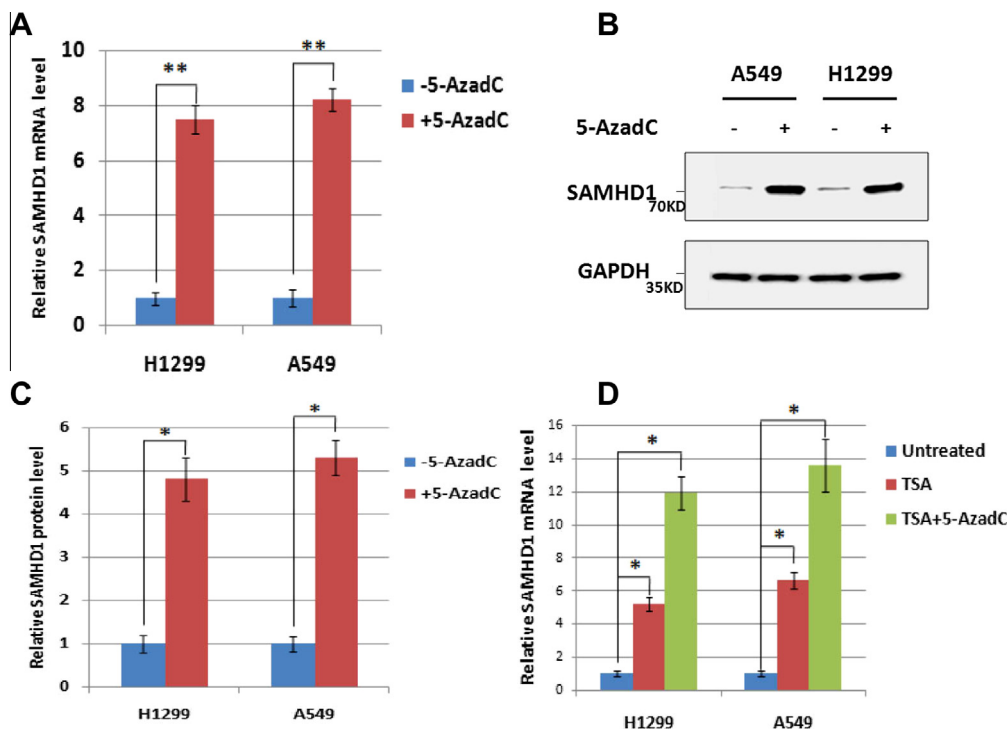 A
Relative SAMHD1 mRNA level
10
8
6
4
2
0
**
**
H1299
A549
-5-AzadC
+5-AzadC
B
A549
H1299
5-AzadC
-
+
-
+
SAMHD1
70KD
GAPDH
35KD
C
Relative SAMHD1 protein level
6
5
4
3
2
1
0
*
*
H1299
A549
-5-AzadC
+5-AzadC
D
Relative SAMHD1 mRNA level
16
14
12
10
8
6
4
2
0
*
*
*
*
H1299
A549
Untreated
TSA
TSA+5-AzadC